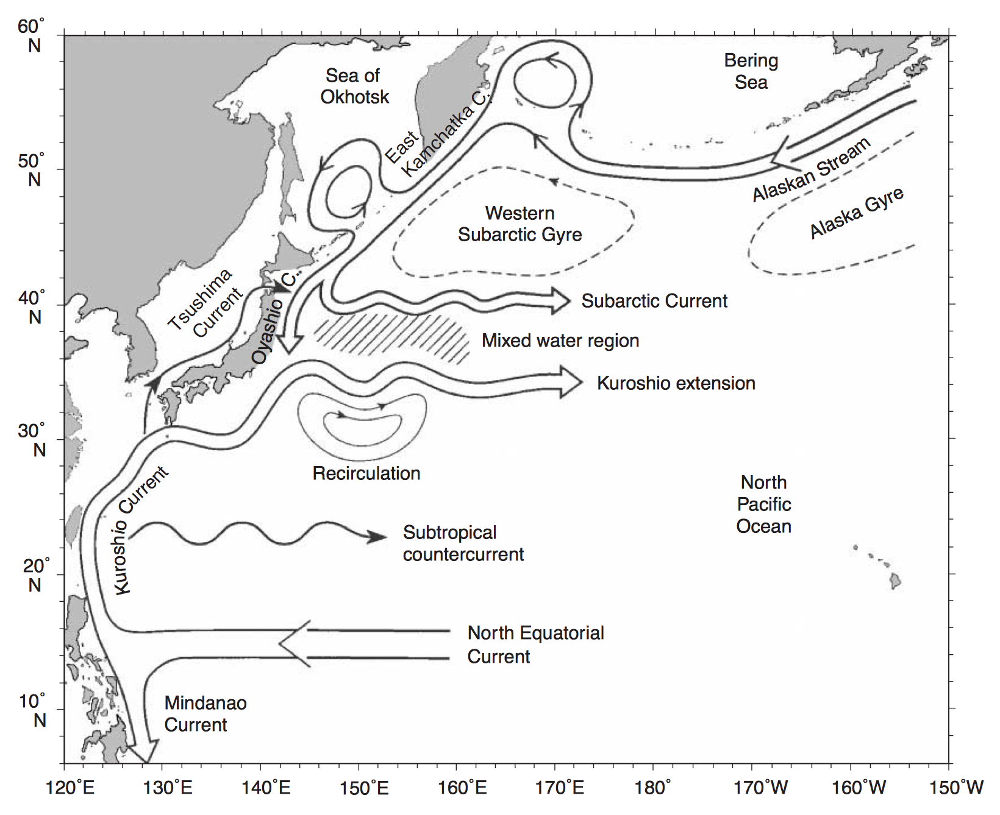 60°
N
50°
N
40°
N
30°
N
20°
N
10°
N
Sea of
Okhotsk
Bering
Sea
East
Kamchatka C.
Alaskan Stream
Alaska Gyre
Western
Subarctic Gyre
Tsushima
Current
Oyashio C..
Subarctic Current
Mixed water region
Kuroshio extension
Recirculation
Kuroshio Current
North
Pacific
Ocean
Subtropical
countercurrent
North Equatorial
Current
Mindanao
Current
120°E
130°E
140°E
150°E
160°E
170°E
180°
170°W
160°W
150°W